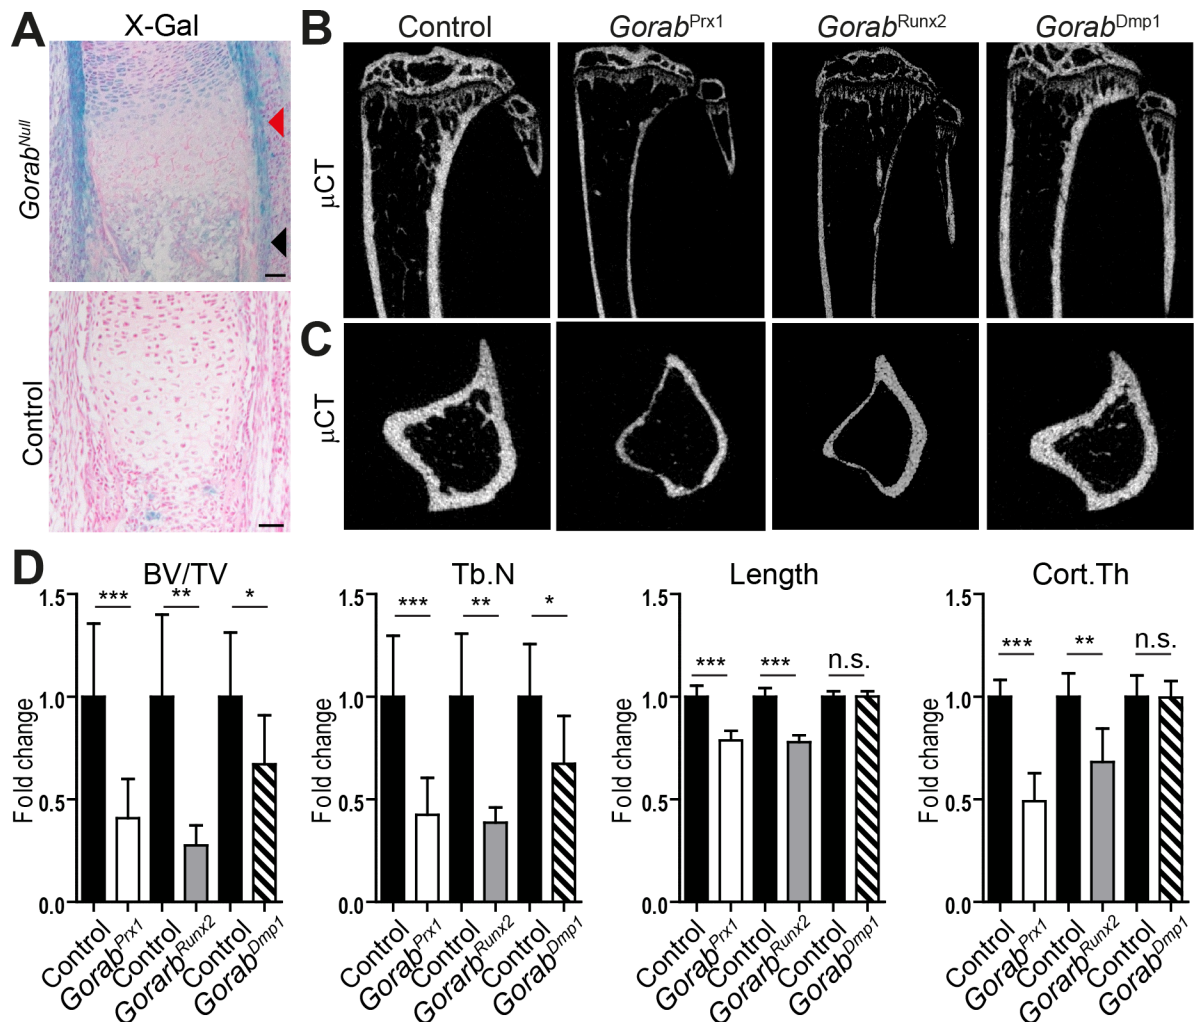 A
X-Gal
Gorab^Null
Control
B
Control
Gorab^Prx1
Gorab^Runx2
Gorab^Dmp1
μCT
C
μCT
D
BV/TV
Fold change
1.5
1.0
0.5
0.0
***
**
*
Control
Gorab^Prx1
Control
Gorarb^Runx2
Control
Gorab^Dmp1
Tb.N
Fold change
1.5
1.0
0.5
0.0
***
**
*
Control
Gorab^Prx1
Control
Gorarb^Runx2
Control
Gorab^Dmp1
Length
Fold change
1.5
1.0
0.5
0.0
***
***
n.s.
Control
Gorab^Prx1
Control
Gorarb^Runx2
Control
Gorab^Dmp1
Cort.Th
Fold change
1.5
1.0
0.5
0.0
***
**
n.s.
Control
Gorab^Prx1
Control
Gorarb^Runx2
Control
Gorab^Dmp1